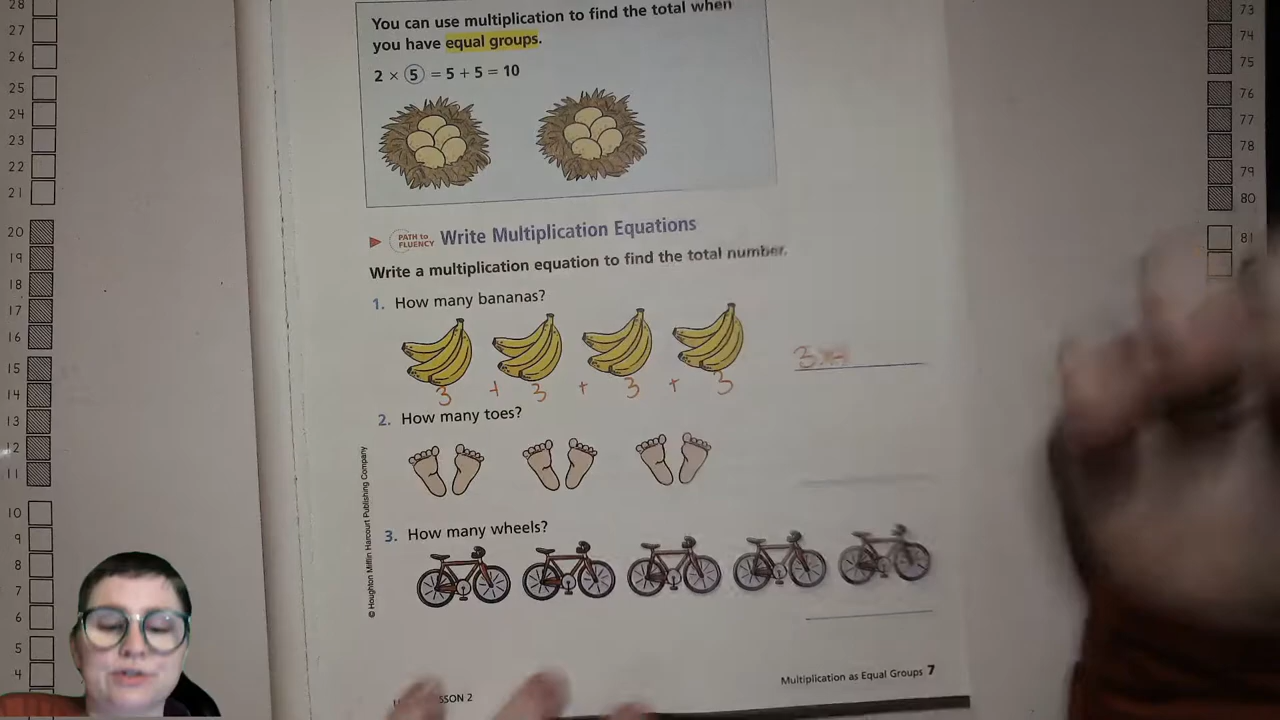 You can use multiplication to find the total when
you have equal groups.
2 × 5 = 5 + 5 = 10
PATH to
FLUENCY
Write Multiplication Equations
Write a multiplication equation to find the total number.
1. How many bananas?
3 + 3 + 3 + 3
2. How many toes?
3. How many wheels?
© Houghton Mifflin Harcourt Publishing Company
SSON 2
Multiplication as Equal Groups 7
28
27
26
25
24
23
22
21
20
19
18
17
16
15
14
13
12
11
10
9
8
7
6
5
4
73
74
75
76
77
78
79
80
81